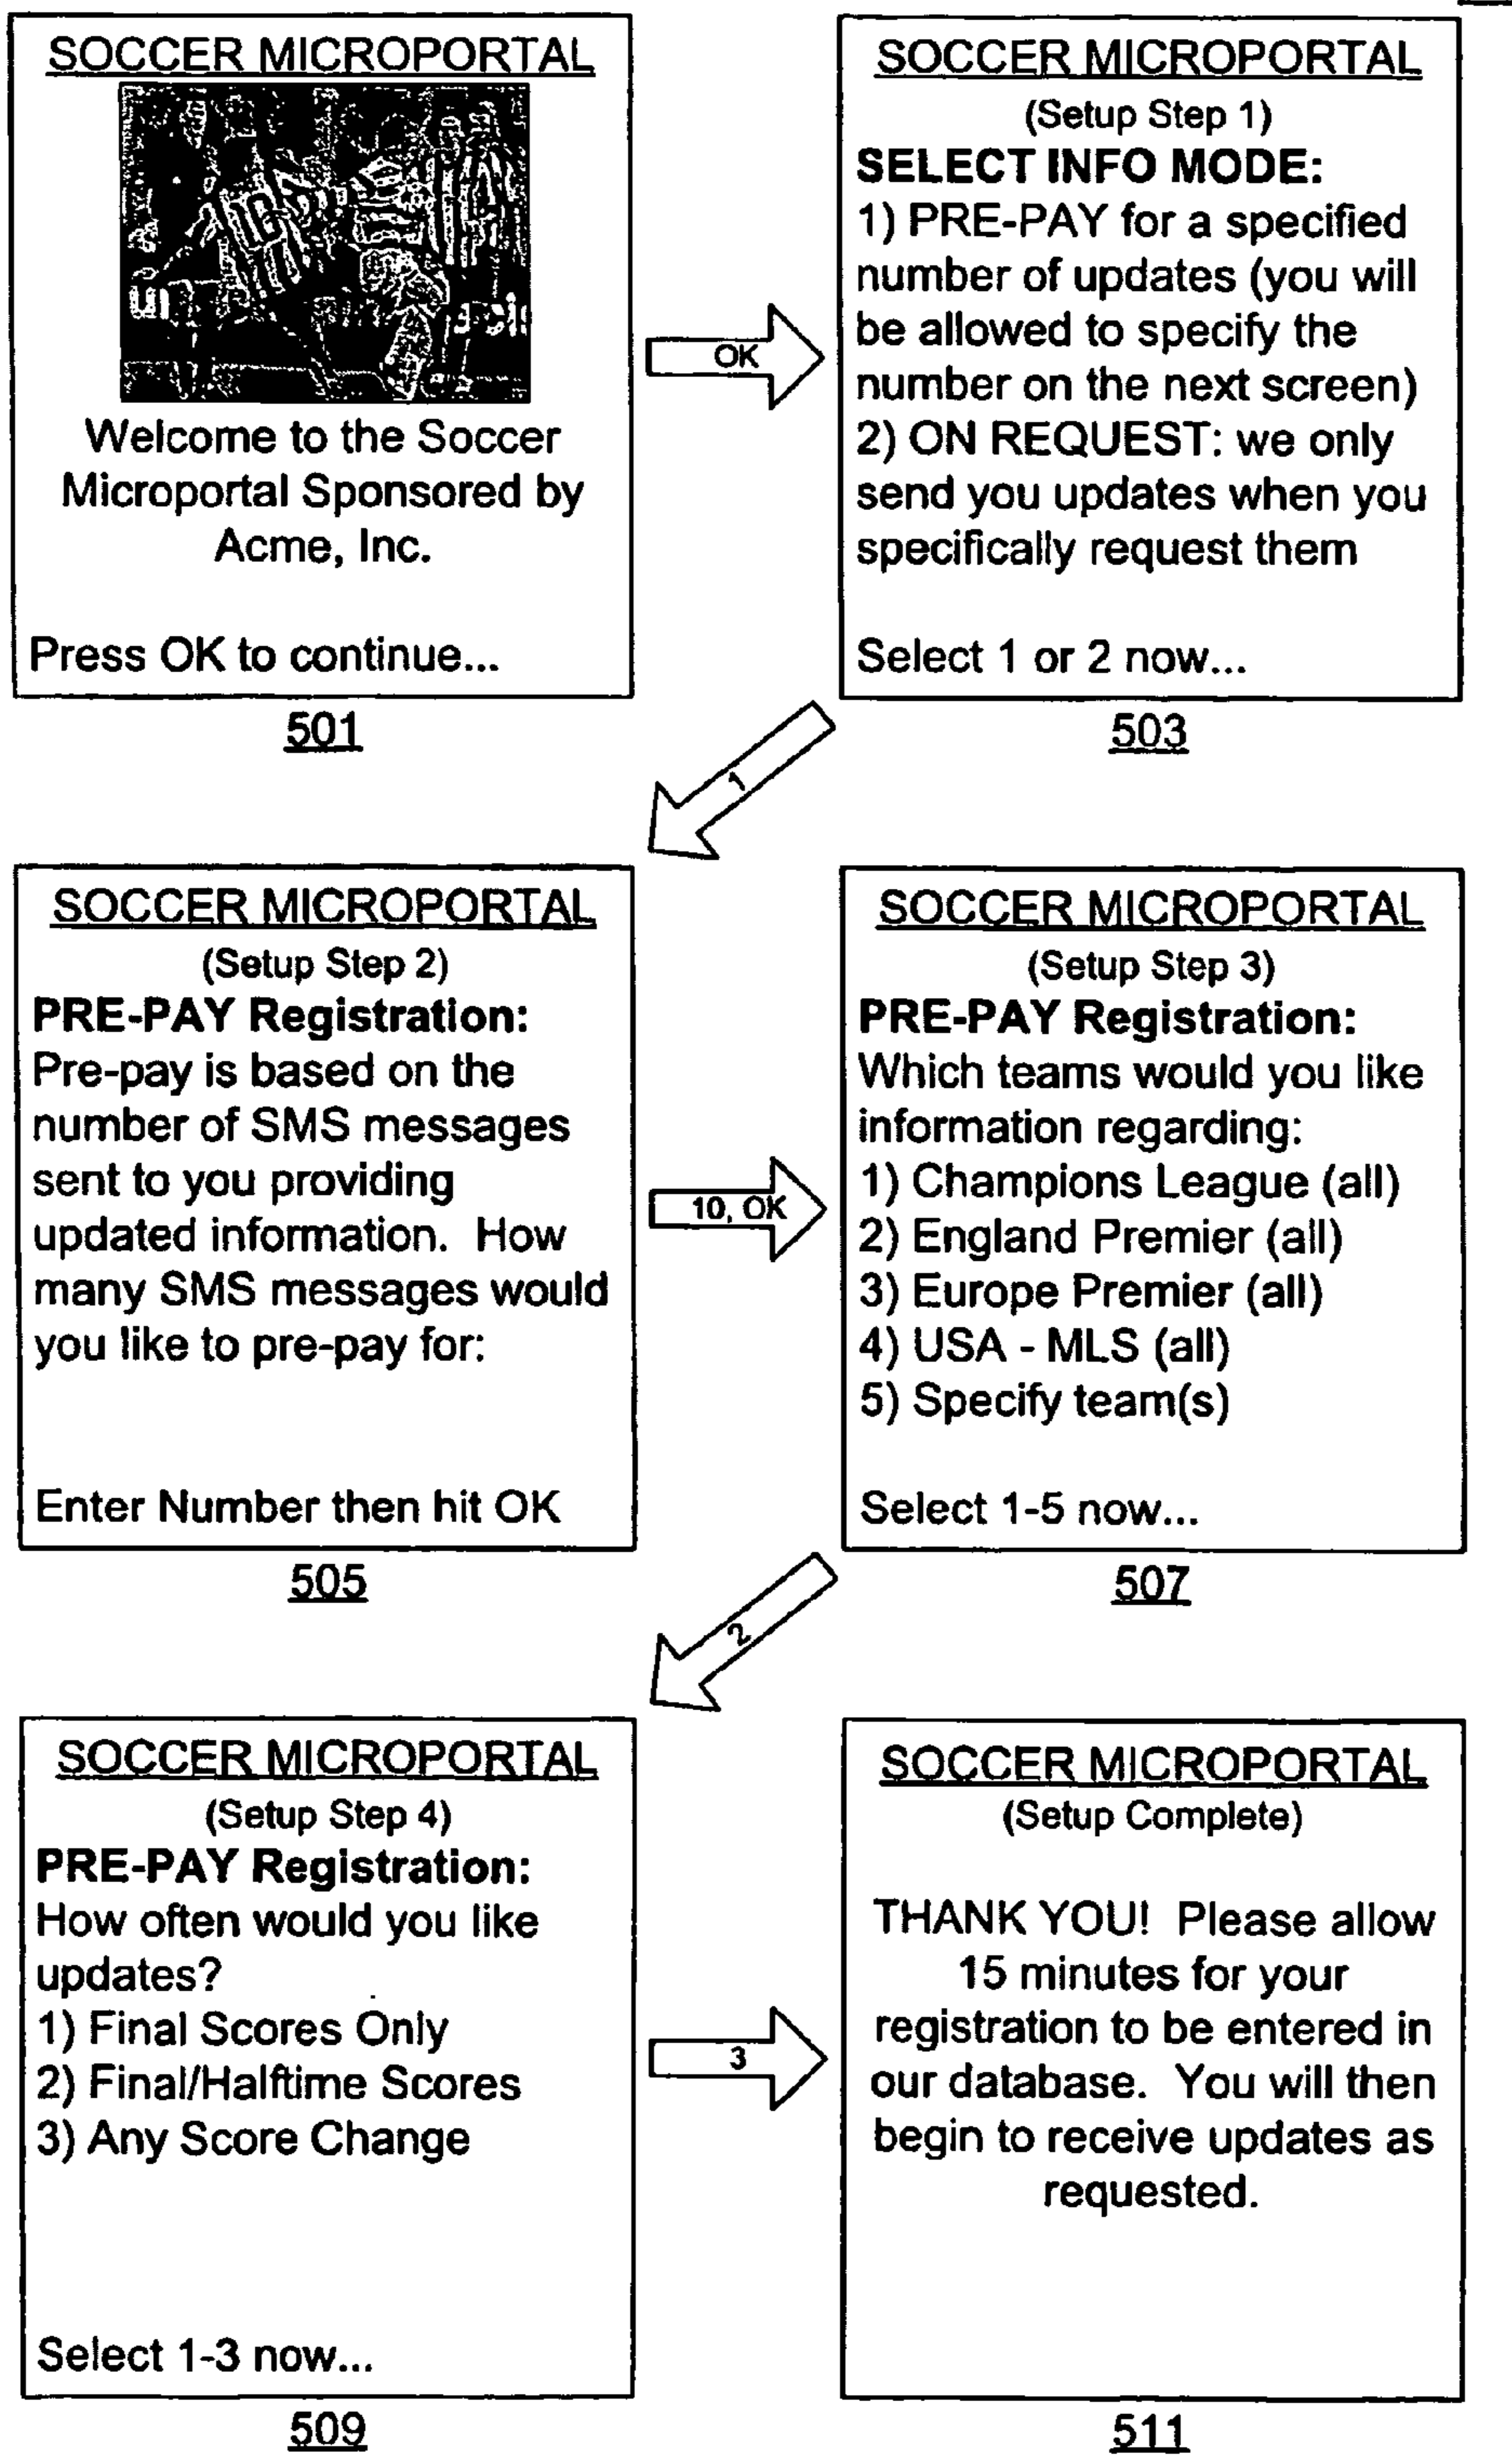 SOCCER MICROPORTAL
Welcome to the Soccer
Microportal Sponsored by
Acme, Inc.
Press OK to continue...
501
OK
SOCCER MICROPORTAL
(Setup Step 1)
SELECT INFO MODE:
1) PRE-PAY for a specified
number of updates (you will
be allowed to specify the
number on the next screen)
2) ON REQUEST: we only
send you updates when you
specifically request them
Select 1 or 2 now...
503
1
SOCCER MICROPORTAL
(Setup Step 2)
PRE-PAY Registration:
Pre-pay is based on the
number of SMS messages
sent to you providing
updated information. How
many SMS messages would
you like to pre-pay for:
Enter Number then hit OK
505
10, OK
SOCCER MICROPORTAL
(Setup Step 3)
PRE-PAY Registration:
Which teams would you like
information regarding:
1) Champions League (all)
2) England Premier (all)
3) Europe Premier (all)
4) USA - MLS (all)
5) Specify team(s)
Select 1-5 now...
507
2
SOCCER MICROPORTAL
(Setup Step 4)
PRE-PAY Registration:
How often would you like
updates?
1) Final Scores Only
2) Final/Halftime Scores
3) Any Score Change
Select 1-3 now...
509
3
SOCCER MICROPORTAL
(Setup Complete)
THANK YOU! Please allow
15 minutes for your
registration to be entered in
our database. You will then
begin to receive updates as
requested.
511